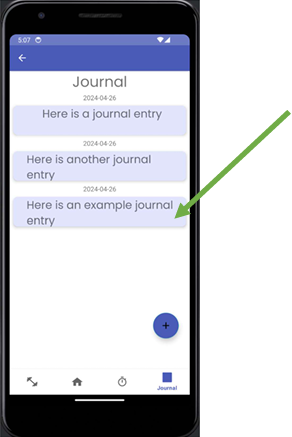 5:07
Journal
2024-04-26
Here is a journal entry
2024-04-26
Here is another journal
entry
2024-04-26
Here is an example journal
entry
+
Journal